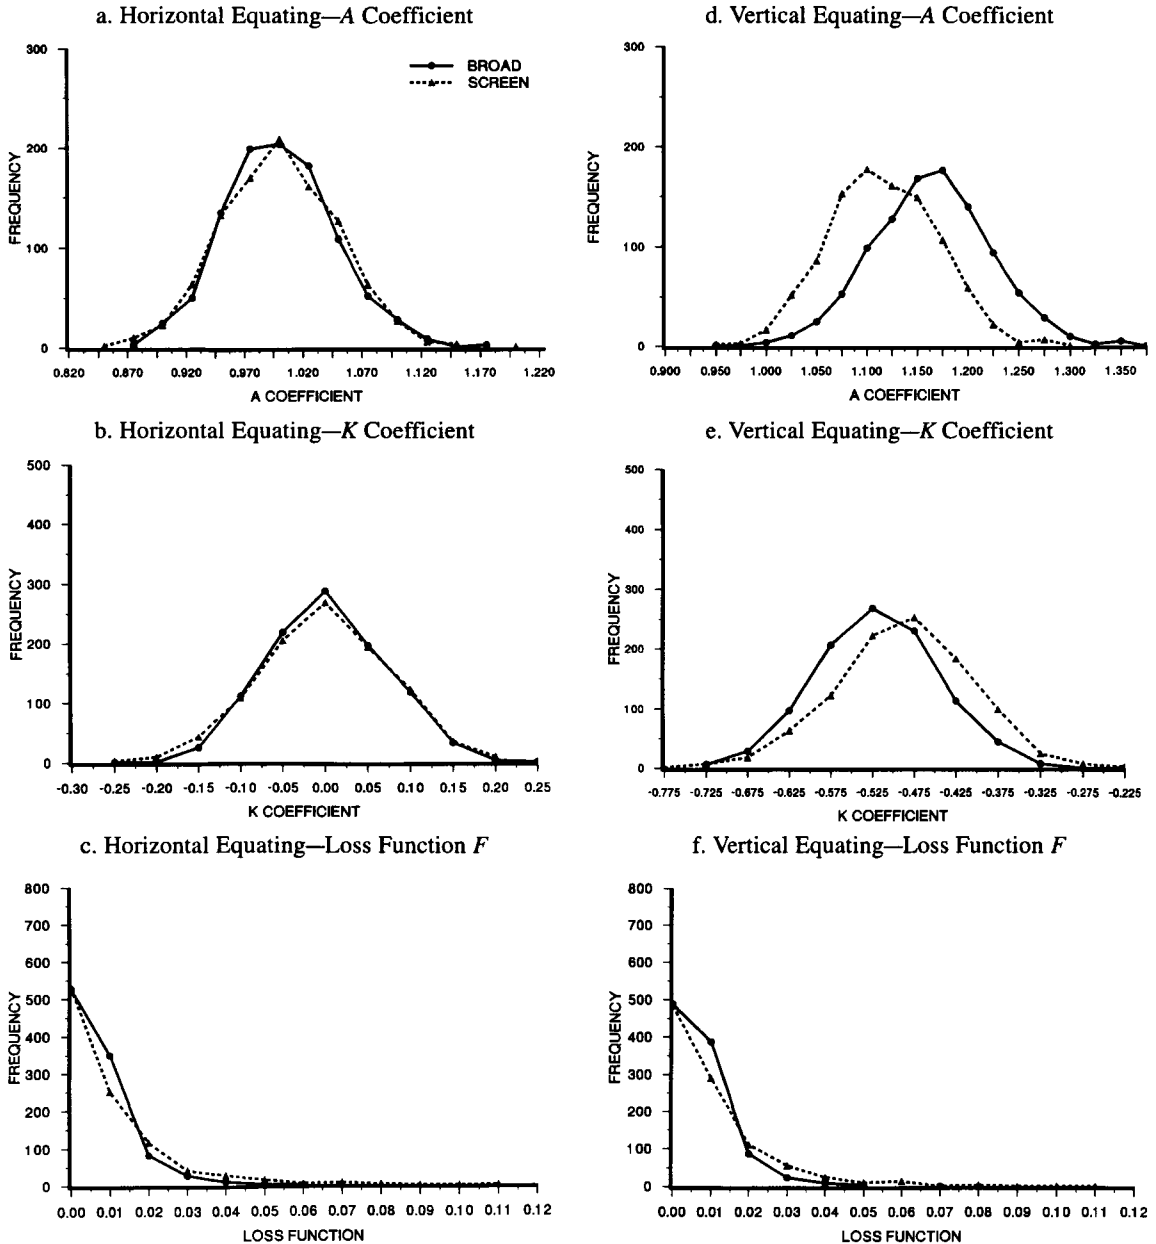 a. Horizontal Equating—A Coefficient
300
200
100
0
FREQUENCY
BROAD
SCREEN
0.820 0.870 0.920 0.970 1.020 1.070 1.120 1.170 1.220
A COEFFICIENT
d. Vertical Equating—A Coefficient
300
200
100
0
FREQUENCY
0.900 0.950 1.000 1.050 1.100 1.150 1.200 1.250 1.300 1.350
A COEFFICIENT
b. Horizontal Equating—K Coefficient
500
400
300
200
100
0
FREQUENCY
-0.30 -0.25 -0.20 -0.15 -0.10 -0.05 0.00 0.05 0.10 0.15 0.20 0.25
K COEFFICIENT
e. Vertical Equating—K Coefficient
500
400
300
200
100
0
FREQUENCY
-0.775 -0.725 -0.675 -0.625 -0.575 -0.525 -0.475 -0.425 -0.375 -0.325 -0.275 -0.225
K COEFFICIENT
c. Horizontal Equating—Loss Function F
800
700
600
500
400
300
200
100
0
FREQUENCY
0.00 0.01 0.02 0.03 0.04 0.05 0.06 0.07 0.08 0.09 0.10 0.11 0.12
LOSS FUNCTION
f. Vertical Equating—Loss Function F
800
700
600
500
400
300
200
100
0
FREQUENCY
0.00 0.01 0.02 0.03 0.04 0.05 0.06 0.07 0.08 0.09 0.10 0.11 0.12
LOSS FUNCTION